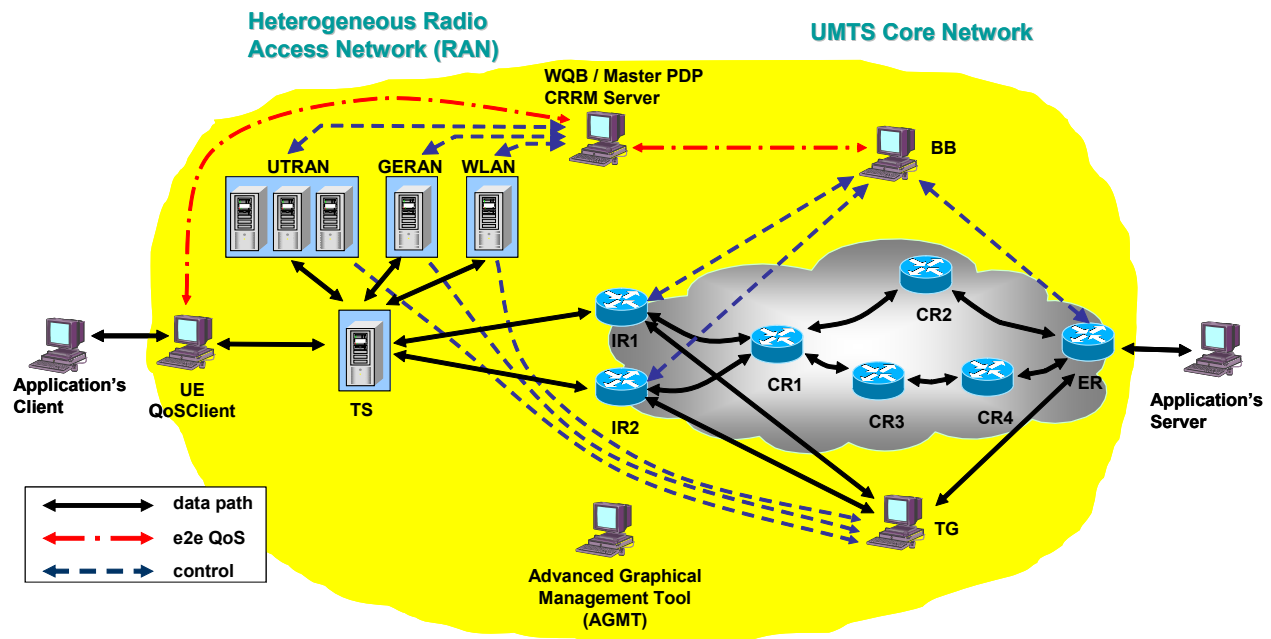 Heterogeneous Radio
Access Network (RAN)
UMTS Core Network
WQB / Master PDP
CRRM Server
BB
UTRAN
GERAN
WLAN
CR2
IR1
CR1
ER
CR3
CR4
IR2
Application's
Client
UE
QoSClient
TS
Application's
Server
TG
data path
e2e QoS
control
Advanced Graphical
Management Tool
(AGMT)